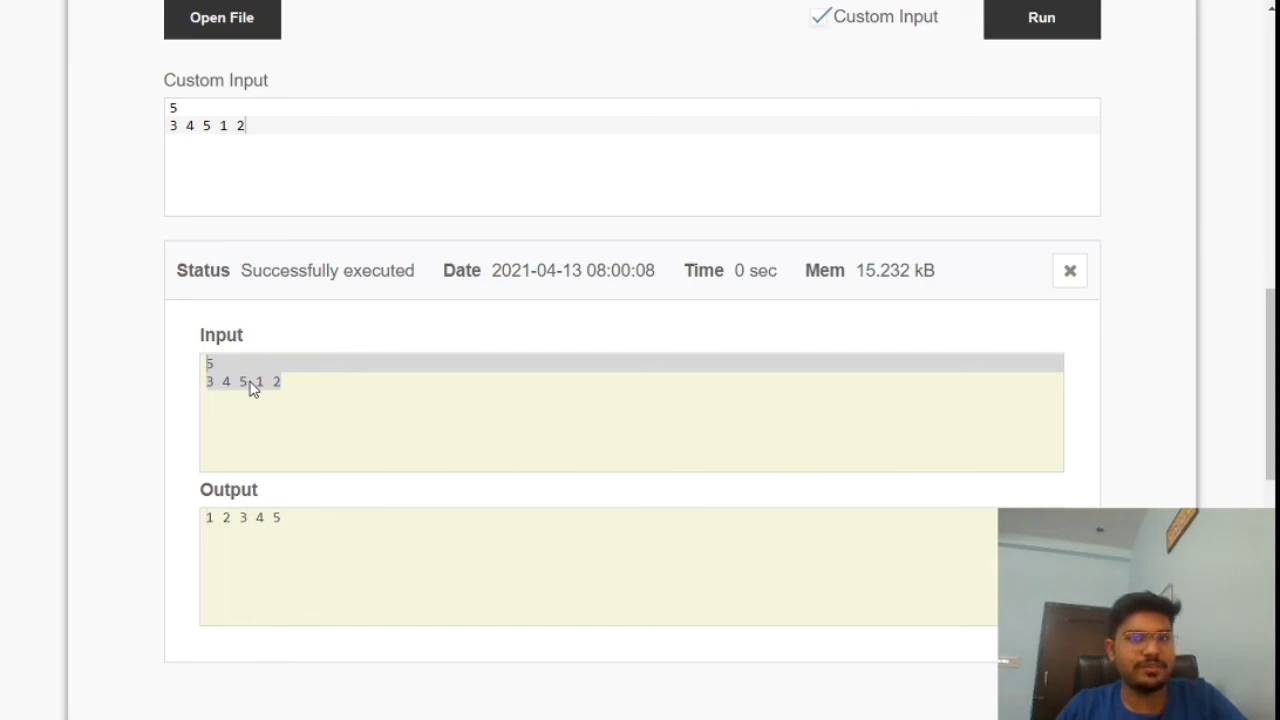 Open File
Custom Input
Run
Custom Input
5
3 4 5 1 2
Status Successfully executed Date 2021-04-13 08:00:08 Time 0 sec Mem 15.232 kB
Input
5
3 4 5 1 2
Output
1 2 3 4 5